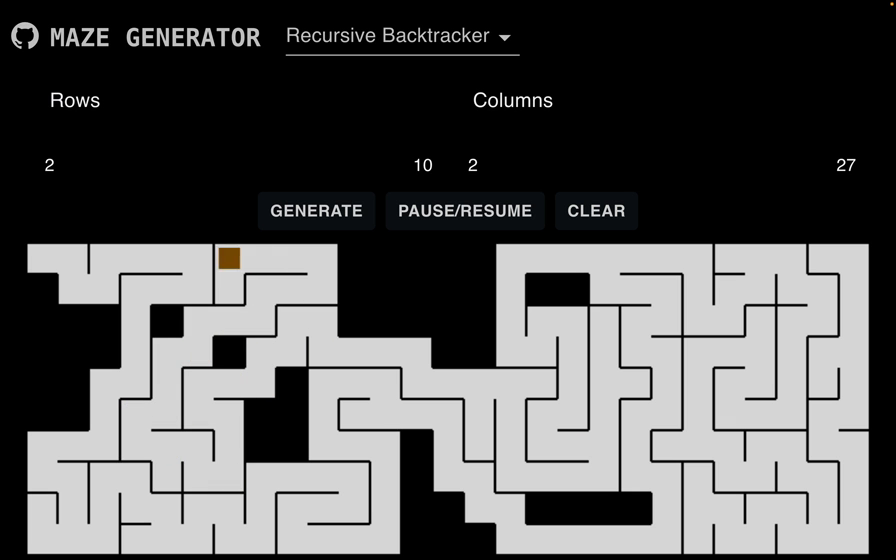 MAZE GENERATOR Recursive Backtracker
Rows Columns
2 10 2 27
GENERATE PAUSE/RESUME CLEAR